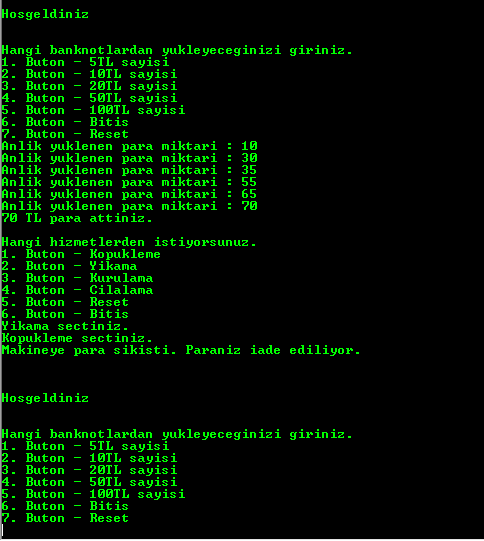 Hosgeldiniz
Hangi banknotlardan yukleyeceginizi giriniz.
1. Buton - 5TL sayisi
2. Buton - 10TL sayisi
3. Buton - 20TL sayisi
4. Buton - 50TL sayisi
5. Buton - 100TL sayisi
6. Buton - Bitis
7. Buton - Reset
Anlik yuklenen para miktari : 10
Anlik yuklenen para miktari : 30
Anlik yuklenen para miktari : 35
Anlik yuklenen para miktari : 55
Anlik yuklenen para miktari : 65
Anlik yuklenen para miktari : 70
70 TL para attiniz.
Hangi hizmetlerden istiyorsunuz.
1. Buton - Kopukleme
2. Buton - Yikama
3. Buton - Kurulama
4. Buton - Cilalama
5. Buton - Reset
6. Buton - Bitis
Yikama sectiniz.
Kopukleme sectiniz.
Makineye para sikisti. Paraniz iade ediliyor.
Hosgeldiniz
Hangi banknotlardan yukleyeceginizi giriniz.
1. Buton - 5TL sayisi
2. Buton - 10TL sayisi
3. Buton - 20TL sayisi
4. Buton - 50TL sayisi
5. Buton - 100TL sayisi
6. Buton - Bitis
7. Buton - Reset